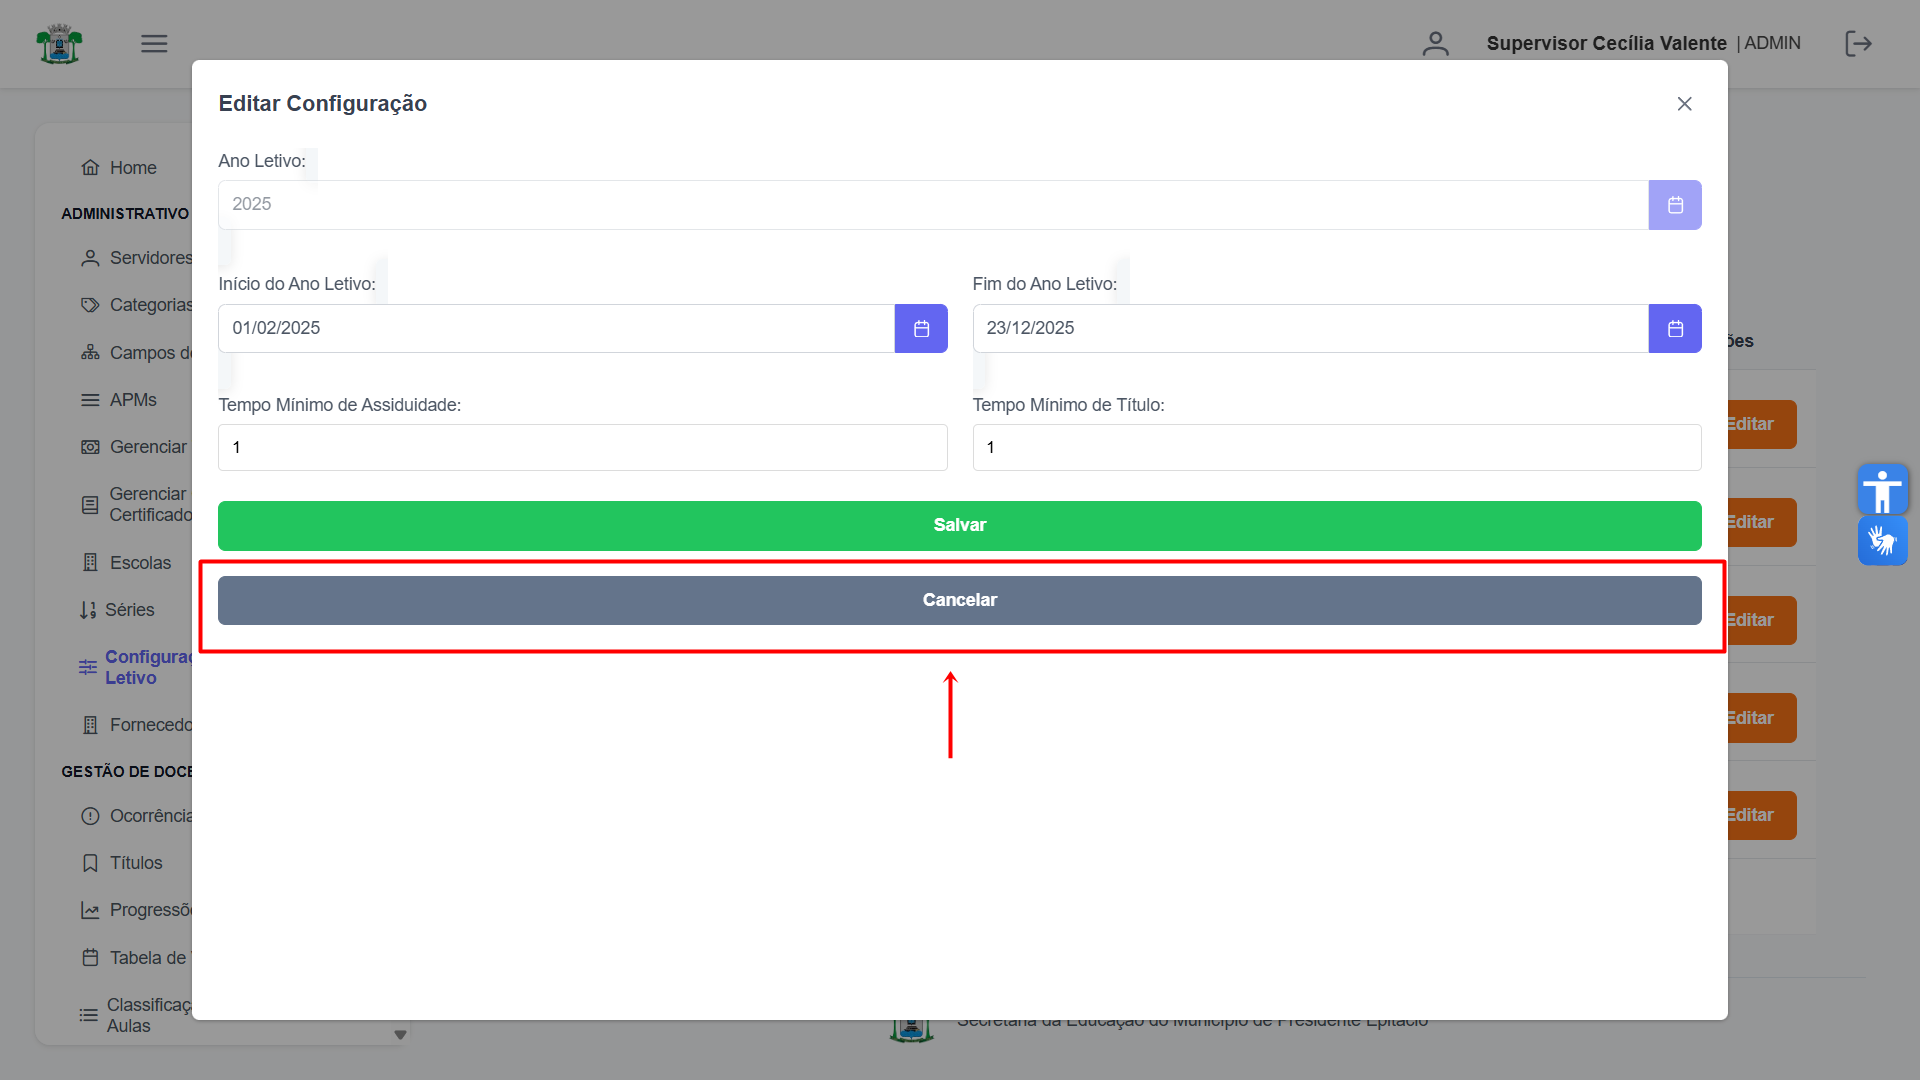 Supervisor Cecília Valente | ADMIN
Editar Configuração
Ano Letivo:
2025
Início do Ano Letivo:
Fim do Ano Letivo:
01/02/2025
23/12/2025
Tempo Mínimo de Assiduidade:
Tempo Mínimo de Título:
1
1
Salvar
Cancelar
Home
ADMINISTRATIVO
Servidores
Categorias
Campos de
APMs
Gerenciar
Gerenciar
Certificado
Escolas
Séries
Configuraç
Letivo
Fornecedo
GESTÃO DE DOCE
Ocorrência
Títulos
Progressõe
Tabela de
Classificaç
Aulas
ões
Editar
Editar
Editar
Editar
Editar
Secretaria da Educação do Município de Presidente Epitácio